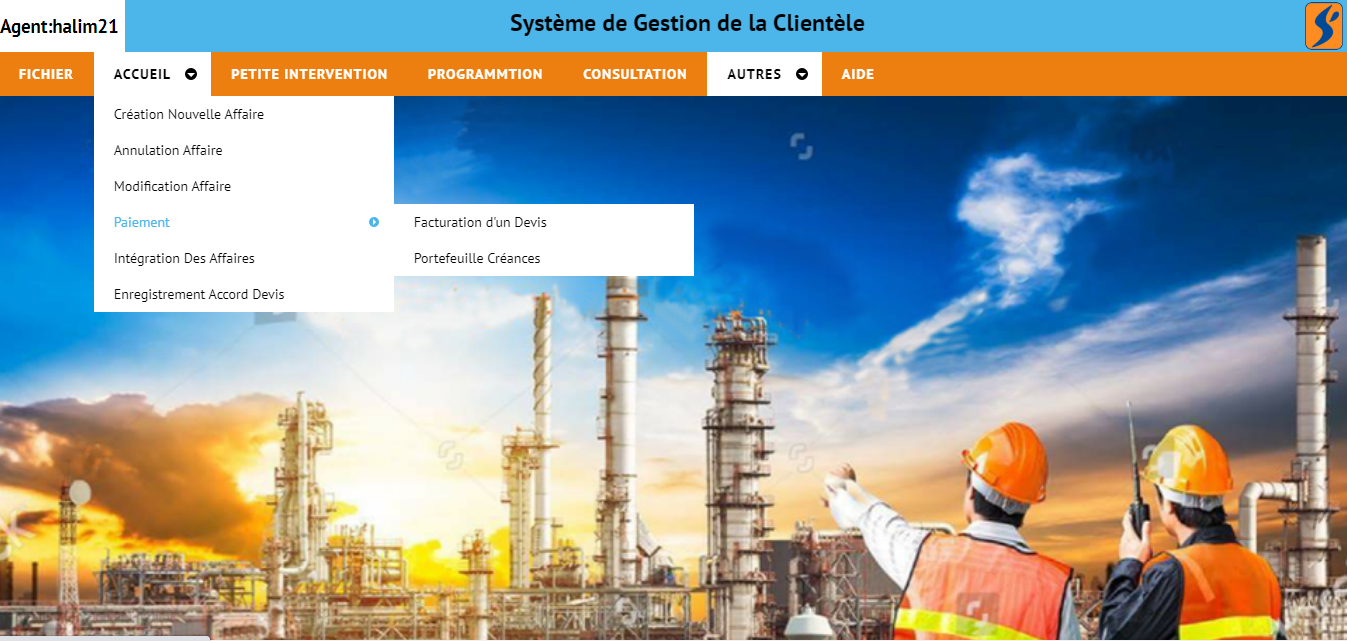 Agent:halim21
Système de Gestion de la Clientèle
FICHIER ACCUEIL PETITE INTERVENTION PROGRAMMTION CONSULTATION AUTRES AIDE
Création Nouvelle Affaire
Annulation Affaire
Modification Affaire
Paiement
Facturation d'un Devis
Intégration Des Affaires
Portefeuille Créances
Enregistrement Accord Devis